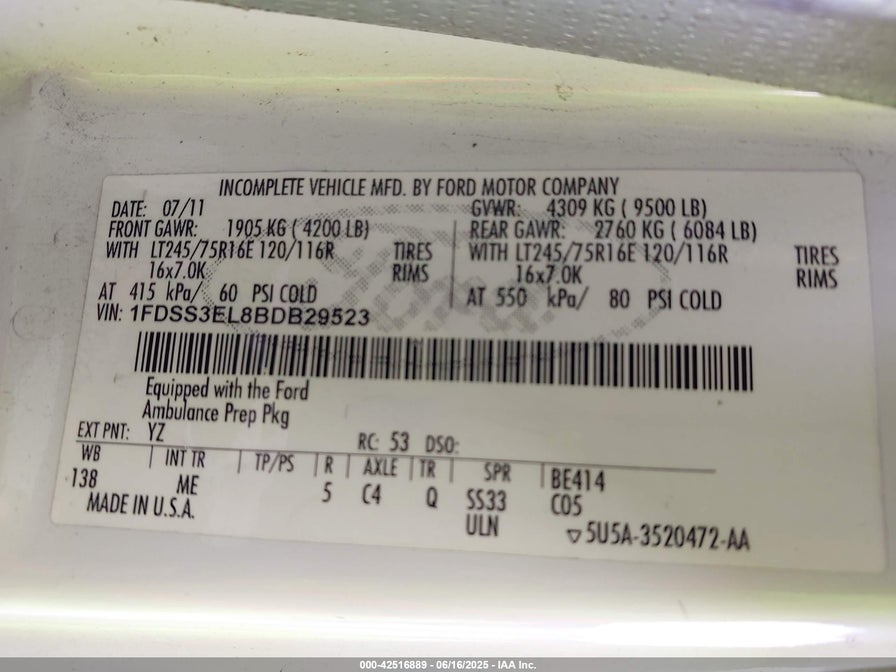 INCOMPLETE VEHICLE MFD. BY FORD MOTOR COMPANY
DATE: 07/11 GVWR: 4309 KG ( 9500 LB)
FRONT GAWR: 1905 KG ( 4200 LB) REAR GAWR: 2760 KG ( 6084 LB)
WITH LT245/75R16E 120/116R TIRES WITH LT245/75R16E 120/116R TIRES
16x7.0K RIMS 16x7.0K RIMS
AT 415 kPa/ 60 PSI COLD AT 550 kPa/ 80 PSI COLD
VIN: 1FDSS3EL8BDB29523
Equipped with the Ford
Ambulance Prep Pkg
EXT PNT: YZ RC: 53 DSO:
WB INT TR TP/PS R AXLE TR SPR BE414
138 ME 5 C4 Q SS33 C05
MADE IN U.S.A. ULN 5U5A-3520472-AA
000-42516889 - 06/16/2025 - IAA Inc.